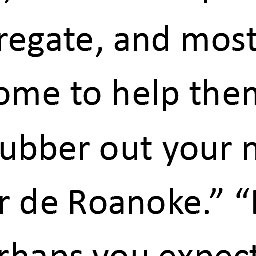 regate, and most
ome to help then
ubber out your
r de Roanoke.” “
rhaps you expect